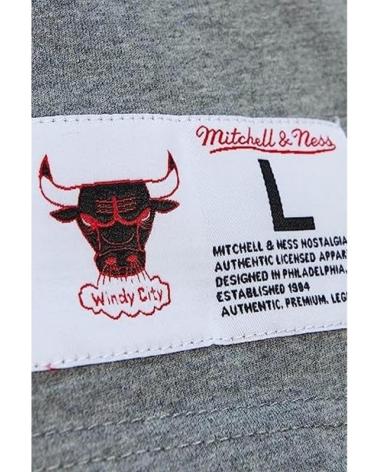 Mitchell & Ness
L
MITCHELL & NESS NOSTALGIA
AUTHENTIC LICENSED APPAR
DESIGNED IN PHILADELPHIA,
ESTABLISHED 1904
AUTHENTIC, PREMIUM, LEG
Windy City